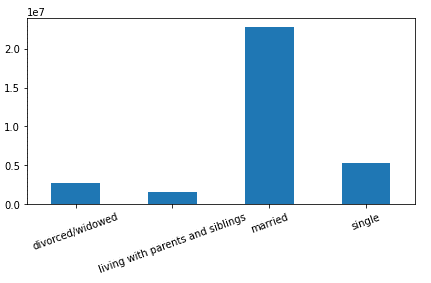 1e7
2.0
1.5
1.0
0.5
0.0
divorced/widowed
living with parents and siblings
married
single